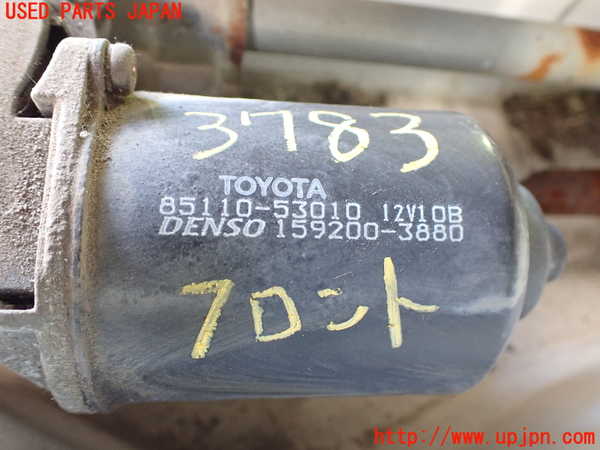 USED PARTS JAPAN
3783
TOYOTA
85110-53010 12V10B
DENSO 159200-3880
フロント
http://www.upjpn.com/